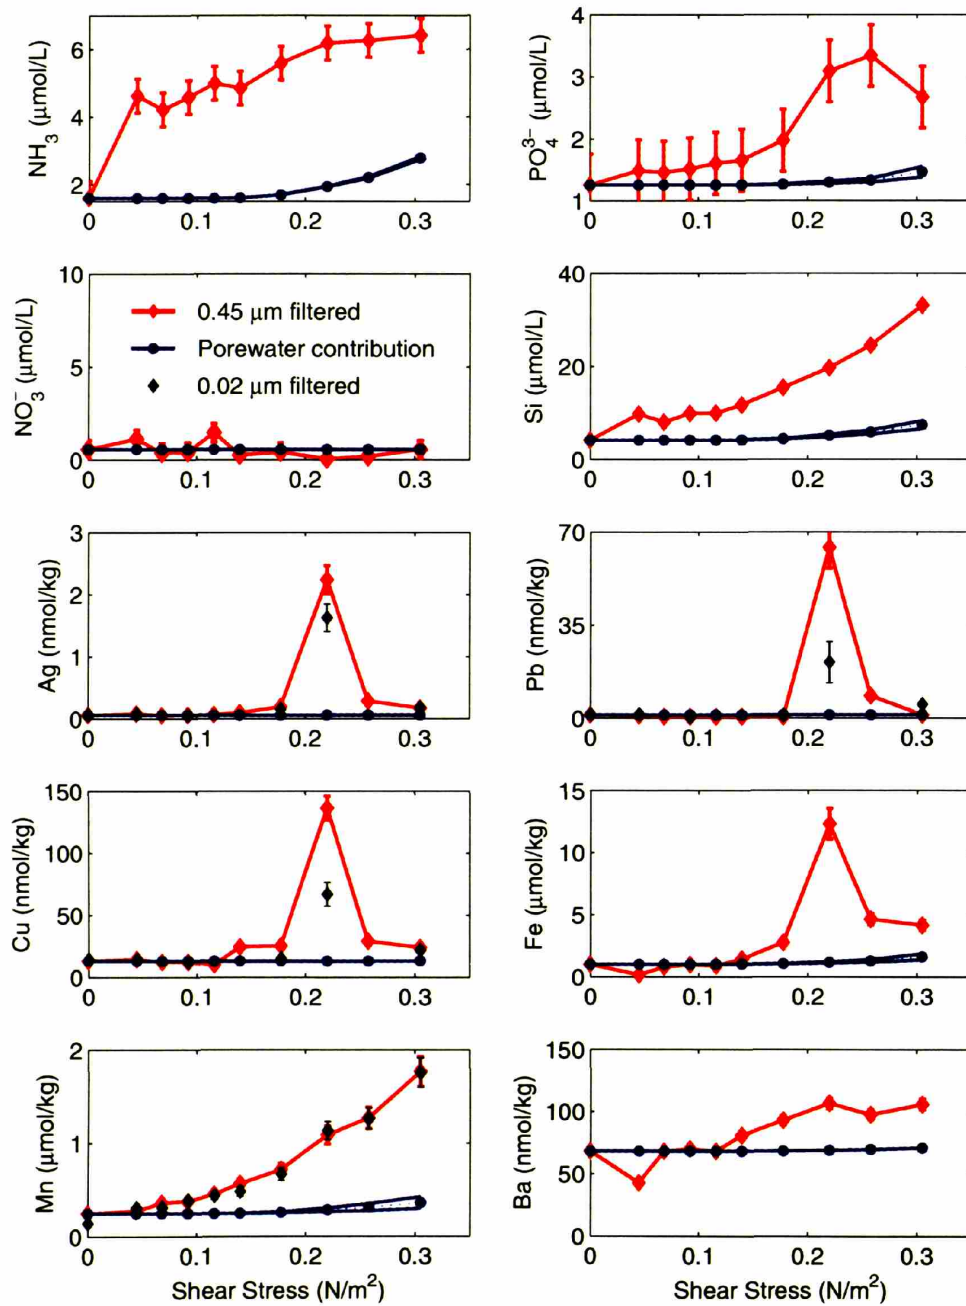 NH3 (μmol/L)
6
4
2
0 0.1 0.2 0.3
PO4^3− (μmol/L)
4
3
2
1
0 0.1 0.2 0.3
NO3^− (μmol/L)
10
5
0
0 0.1 0.2 0.3
0.45 μm filtered
Porewater contribution
0.02 μm filtered
Si (μmol/L)
40
20
0
0 0.1 0.2 0.3
Ag (nmol/kg)
3
2
1
0
0 0.1 0.2 0.3
Pb (nmol/kg)
70
35
0
0 0.1 0.2 0.3
Cu (nmol/kg)
150
100
50
0
0 0.1 0.2 0.3
Fe (μmol/kg)
15
10
5
0
0 0.1 0.2 0.3
Mn (μmol/kg)
2
1
0
0 0.1 0.2 0.3
Shear Stress (N/m²)
Ba (nmol/kg)
150
100
50
0
0 0.1 0.2 0.3
Shear Stress (N/m²)